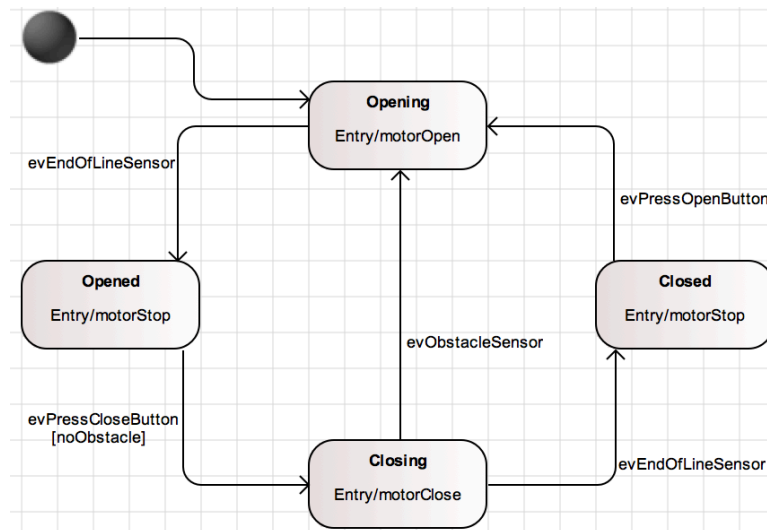 Opening
Entry/motorOpen
evEndOfLineSensor
evPressOpenButton
Opened
Entry/motorStop
Closed
Entry/motorStop
evObstacleSensor
evPressCloseButton
[noObstacle]
Closing
Entry/motorClose
evEndOfLineSensor